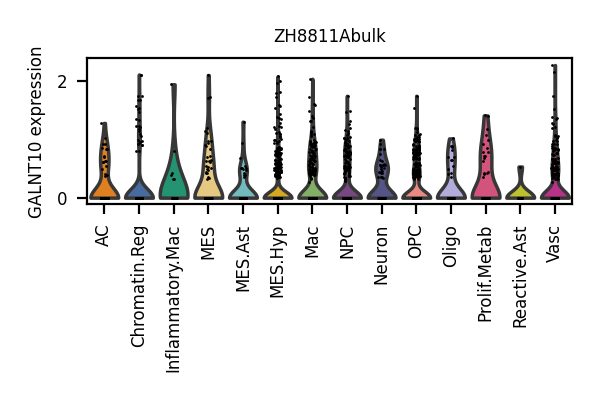 ZH8811Abulk
GALNT10 expression
2
0
AC
Chromatin.Reg
Inflammatory.Mac
MES
MES.Ast
MES.Hyp
Mac
NPC
Neuron
OPC
Oligo
Prolif.Metab
Reactive.Ast
Vasc